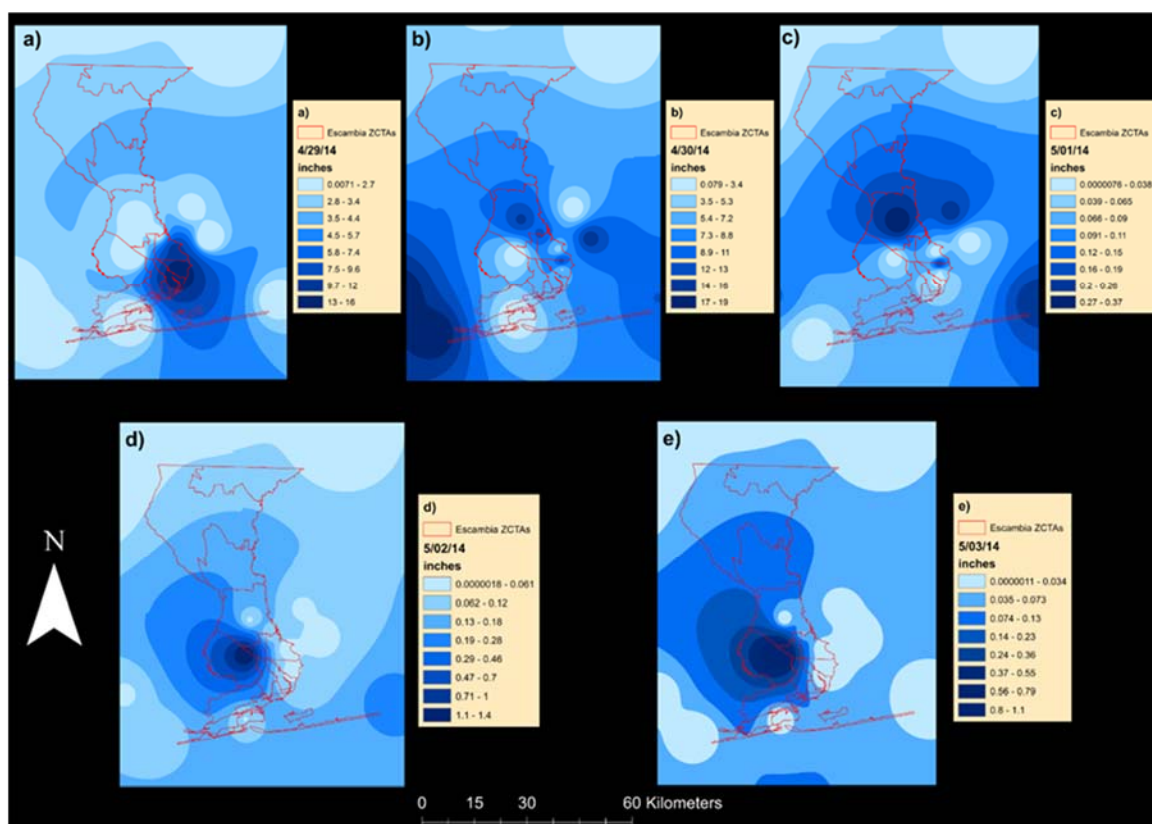 a)
b)
c)
a)
Escambia ZCTAs
4/29/14
inches
0.0071 - 2.7
2.8 - 3.4
3.5 - 4.4
4.5 - 5.7
5.8 - 7.4
7.5 - 9.6
9.7 - 12
13 - 16
b)
Escambia ZCTAs
4/30/14
inches
0.079 - 3.4
3.5 - 5.3
5.4 - 7.2
7.3 - 8.8
8.9 - 11
12 - 13
14 - 16
17 - 19
c)
Escambia ZCTAs
5/01/14
inches
0.0000076 - 0.038
0.039 - 0.065
0.066 - 0.09
0.091 - 0.11
0.12 - 0.15
0.16 - 0.19
0.2 - 0.26
0.27 - 0.37
d)
e)
d)
Escambia ZCTAs
5/02/14
inches
0.0000018 - 0.061
0.062 - 0.12
0.13 - 0.18
0.19 - 0.28
0.29 - 0.46
0.47 - 0.7
0.71 - 1
1.1 - 1.4
e)
Escambia ZCTAs
5/03/14
inches
0.0000011 - 0.034
0.035 - 0.073
0.074 - 0.13
0.14 - 0.23
0.24 - 0.36
0.37 - 0.55
0.56 - 0.79
0.8 - 1.1
N
0 15 30 60 Kilometers